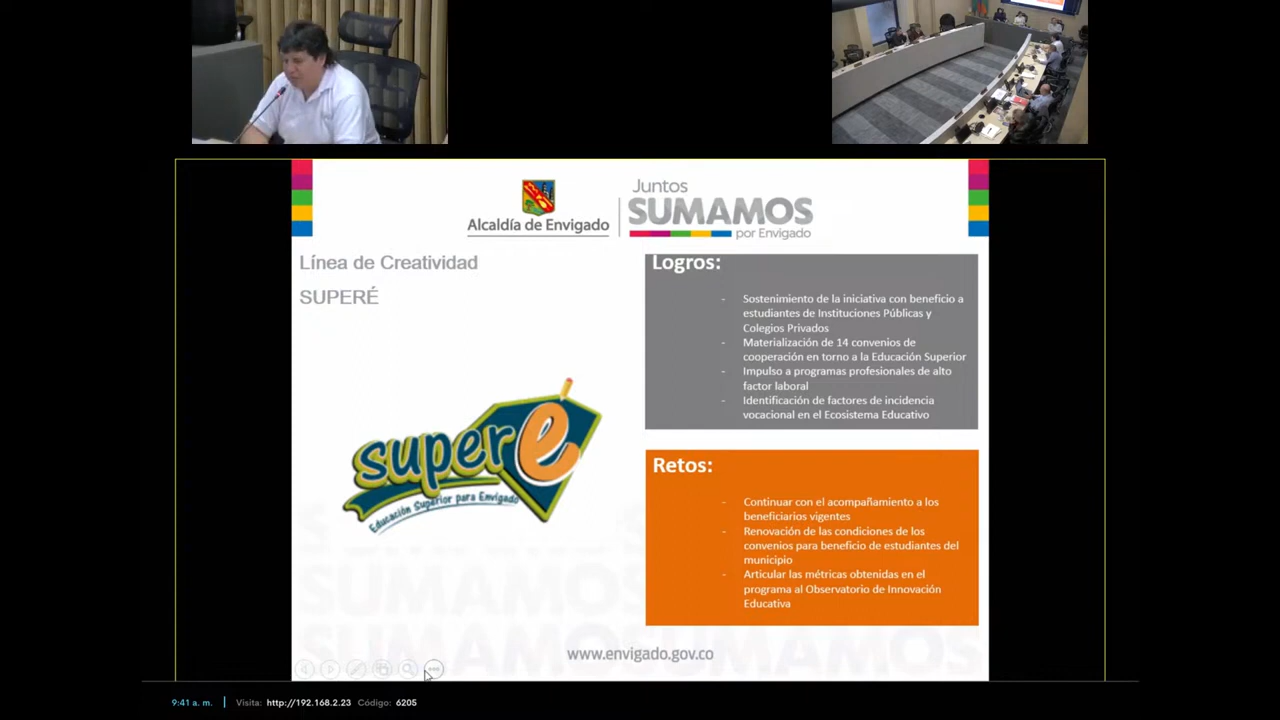 Alcaldía de Envigado
Juntos
SUMAMOS
por Envigado
Línea de Creatividad
SUPERÉ
superé
Educación Superior para Envigado
Logros:
- Sostenimiento de la iniciativa con beneficio a
estudiantes de Instituciones Públicas y
Colegios Privados
- Materialización de 14 convenios de
cooperación en torno a la Educación Superior
- Impulso a programas profesionales de alto
factor laboral
- Identificación de factores de incidencia
vocacional en el Ecosistema Educativo
Retos:
- Continuar con el acompañamiento a los
beneficiarios vigentes
- Renovación de las condiciones de los
convenios para beneficio de estudiantes del
municipio
- Articular las métricas obtenidas en el
programa al Observatorio de Innovación
Educativa
SUMAMOS
SUMAMOSSUMAMOS
www.envigado.gov.co
9:41 a. m. | Visita: http://192.168.2.23 Código: 6205